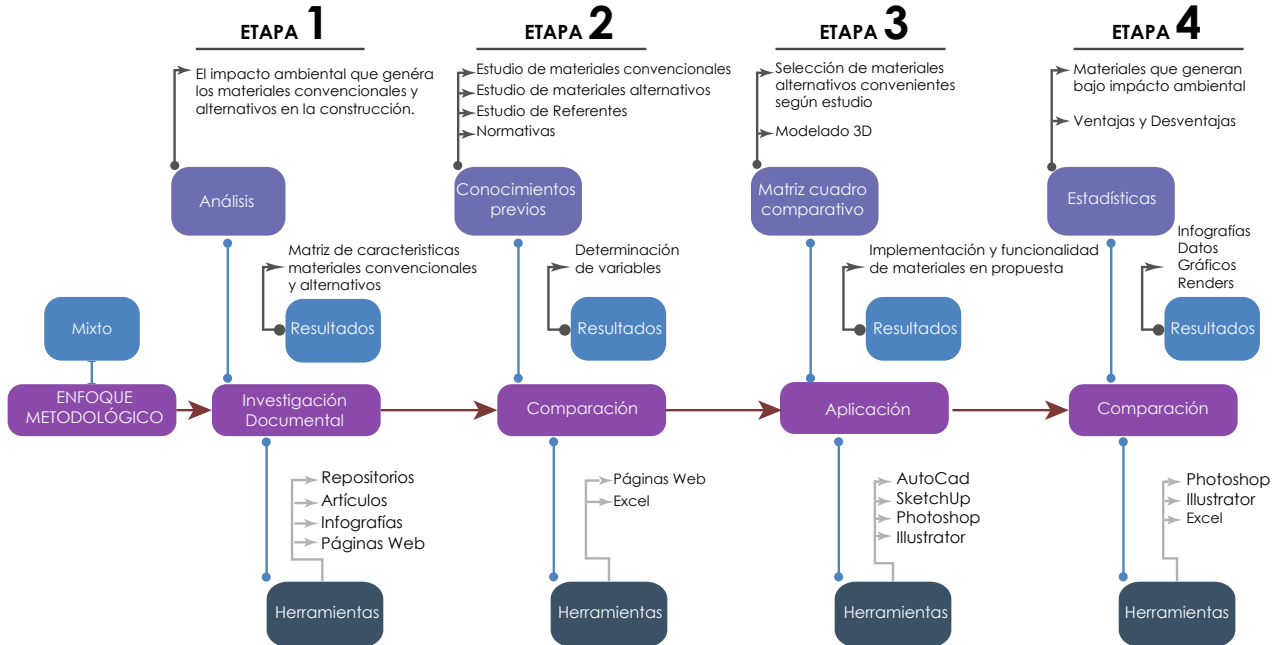 ETAPA 1
El impacto ambiental que genéra
los materiales convencionales y
alternativos en la construcción.
Análisis
Matriz de caracteristicas
materiales convencionales
y alternativos
Resultados
Mixto
ENFOQUE
METODOLÓGICO
Investigación
Documental
Repositorios
Artículos
Infografías
Páginas Web
Herramientas
ETAPA 2
Estudio de materiales convencionales
Estudio de materiales alternativos
Estudio de Referentes
Normativas
Conocimientos
previos
Determinación
de variables
Resultados
Comparación
Páginas Web
Excel
Herramientas
ETAPA 3
Selección de materiales
alternativos convenientes
según estudio
Modelado 3D
Matriz cuadro
comparativo
Implementación y funcionalidad
de materiales en propuesta
Resultados
Aplicación
AutoCad
SketchUp
Photoshop
Illustrator
Herramientas
ETAPA 4
Materiales que generan
bajo impácto ambiental
Ventajas y Desventajas
Estadísticas
Infografías
Datos
Gráficos
Renders
Resultados
Comparación
Photoshop
Illustrator
Excel
Herramientas